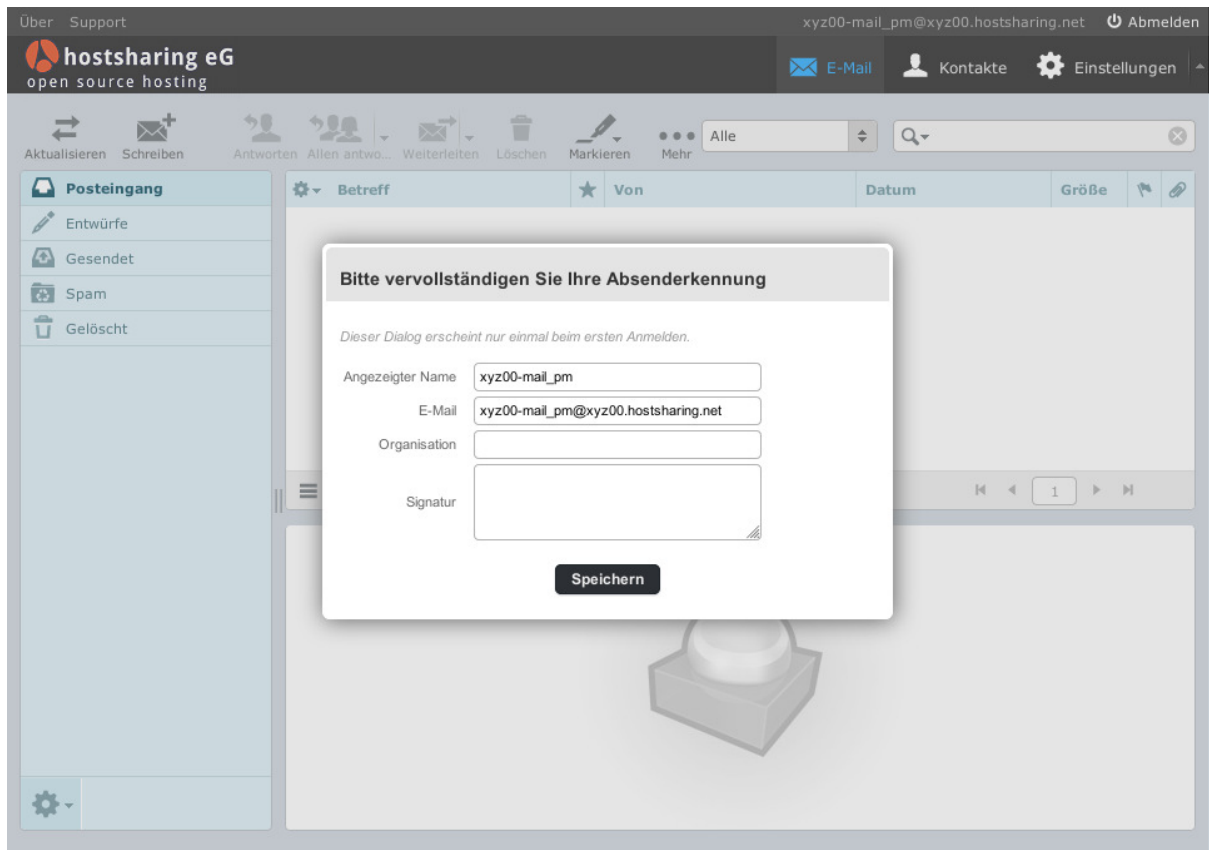 Über Support xyz00-mail_pm@xyz00.hostsharing.net Abmelden
hostsharing eG
open source hosting
E-Mail Kontakte Einstellungen
Aktualisieren Schreiben Antworten Allen antwo... Weiterleiten Löschen Markieren Mehr Alle
Posteingang
Entwürfe
Gesendet
Spam
Gelöscht
Betreff Von Datum Größe
Bitte vervollständigen Sie Ihre Absenderkennung
Dieser Dialog erscheint nur einmal beim ersten Anmelden.
Angezeigter Name xyz00-mail_pm
E-Mail xyz00-mail_pm@xyz00.hostsharing.net
Organisation
Signatur
Speichern
1